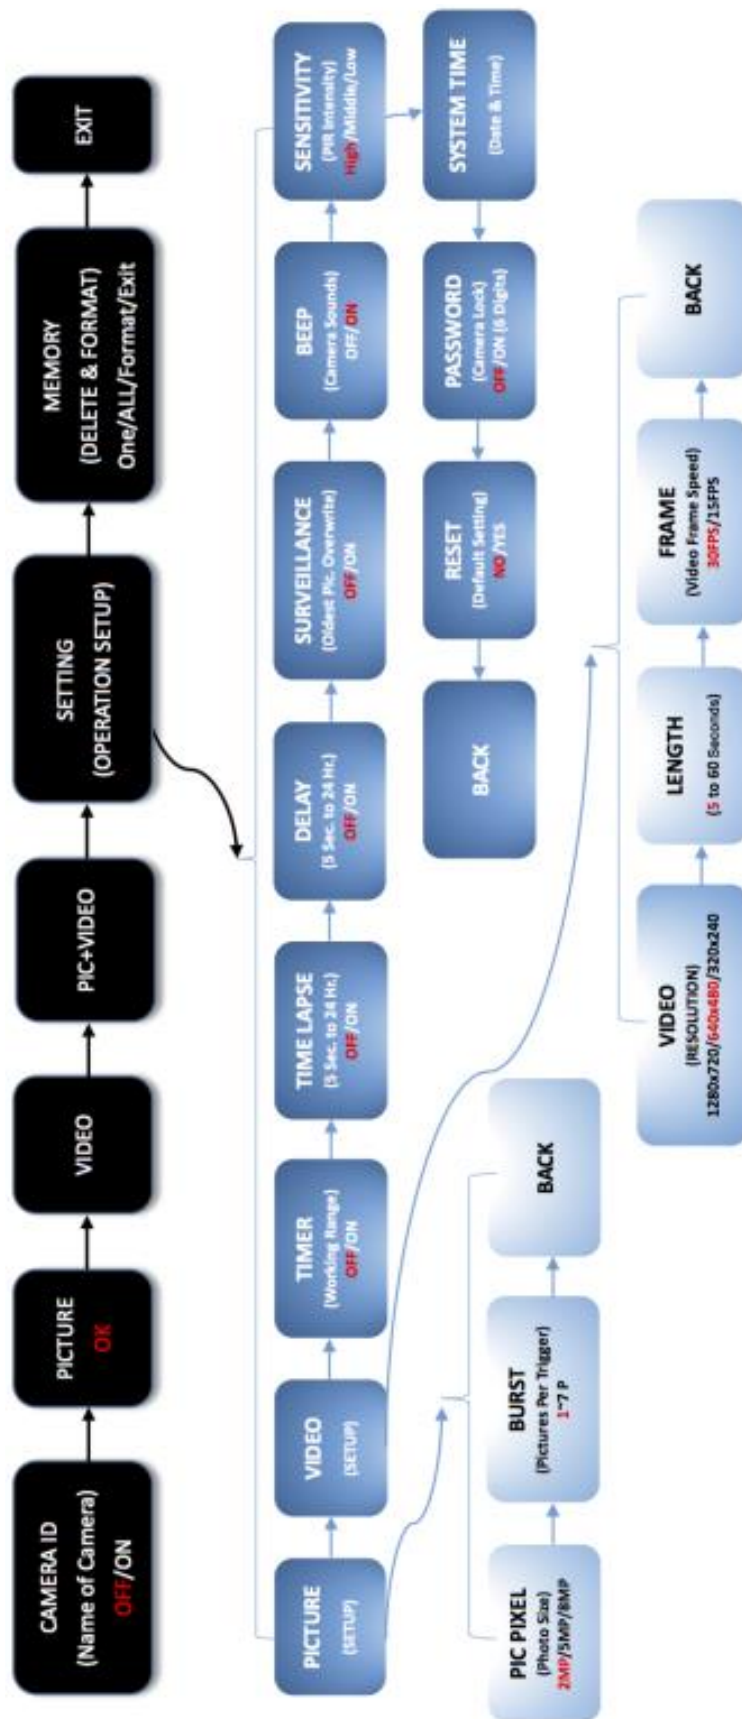 CAMERA ID
(Name of Camera)
OFF/ON
PICTURE
OK
VIDEO
PIC+VIDEO
SETTING
(OPERATION SETUP)
MEMORY
(DELETE & FORMAT)
One/ALL/Format/Exit
EXIT
PICTURE
(SETUP)
VIDEO
(SETUP)
TIMER
(Working Range)
OFF/ON
TIME LAPSE
(5 Sec. to 24 Hr.)
OFF/ON
DELAY
(5 Sec. to 24 Hr.)
OFF/ON
SURVEILLANCE
(Oldest Pic. Overwrite)
OFF/ON
BEEP
(Camera Sounds)
OFF/ON
SENSITIVITY
(PIR Intensity)
High/Middle/Low
SYSTEM TIME
(Date & Time)
PASSWORD
(Camera Lock)
OFF/ON (6 Digits)
RESET
(Default Setting)
NO/YES
BACK
PIC PIXEL
(Photo Size)
2MP/5MP/8MP
BURST
(Pictures Per Trigger)
1~7 P
BACK
VIDEO
(RESOLUTION)
1280x720/640x480/320x240
LENGTH
(5 to 60 Seconds)
FRAME
(Video Frame Speed)
30FPS/15FPS
BACK